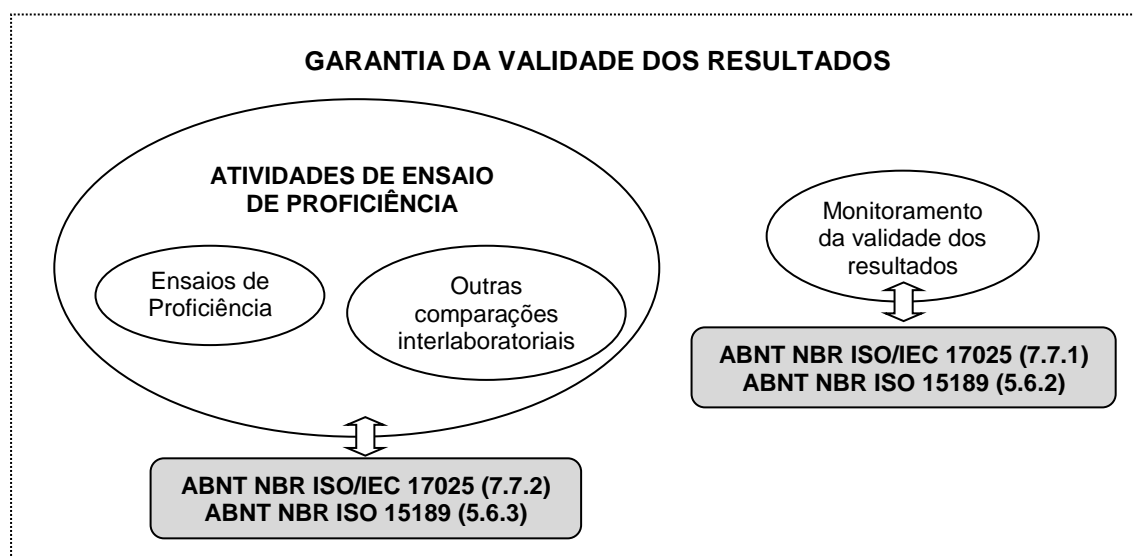 GARANTIA DA VALIDADE DOS RESULTADOS
ATIVIDADES DE ENSAIO
DE PROFICIÊNCIA
Ensaios de
Proficiência
Outras
comparações
interlaboratoriais
ABNT NBR ISO/IEC 17025 (7.7.2)
ABNT NBR ISO 15189 (5.6.3)
Monitoramento
da validade dos
resultados
ABNT NBR ISO/IEC 17025 (7.7.1)
ABNT NBR ISO 15189 (5.6.2)